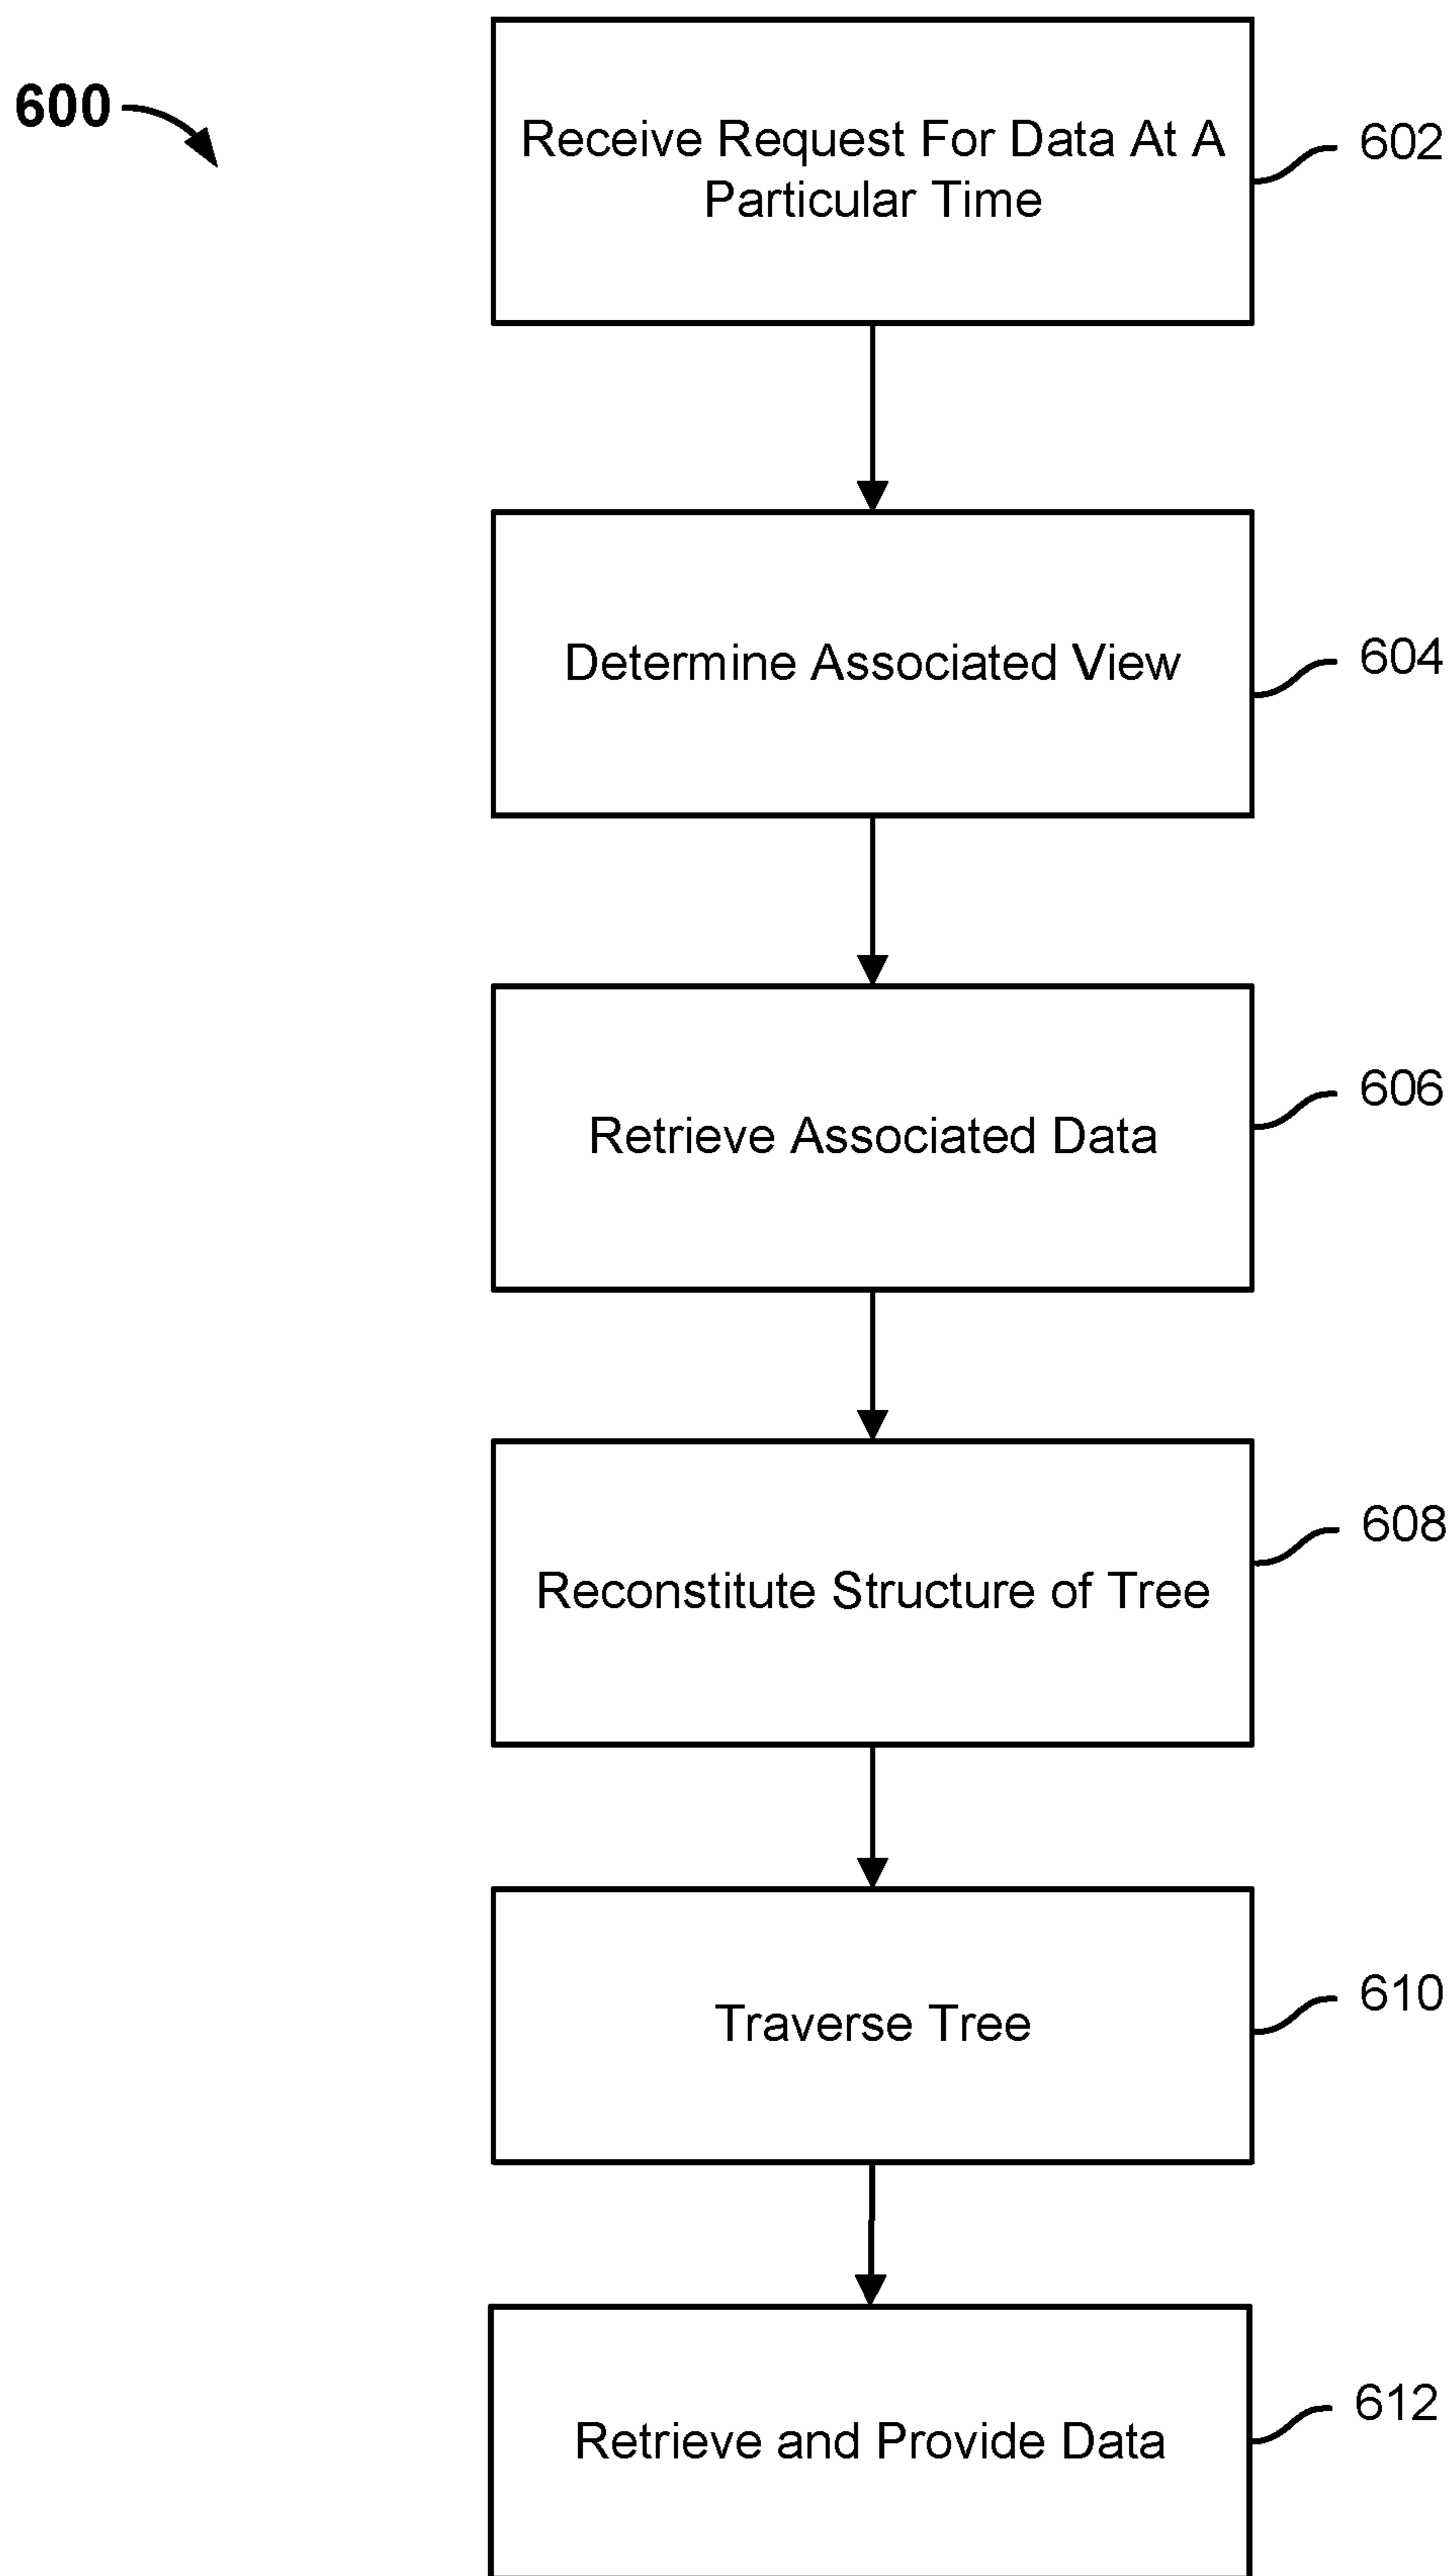 600
Receive Request For Data At A
Particular Time
602
Determine Associated View
604
Retrieve Associated Data
606
Reconstitute Structure of Tree
608
Traverse Tree
610
Retrieve and Provide Data
612